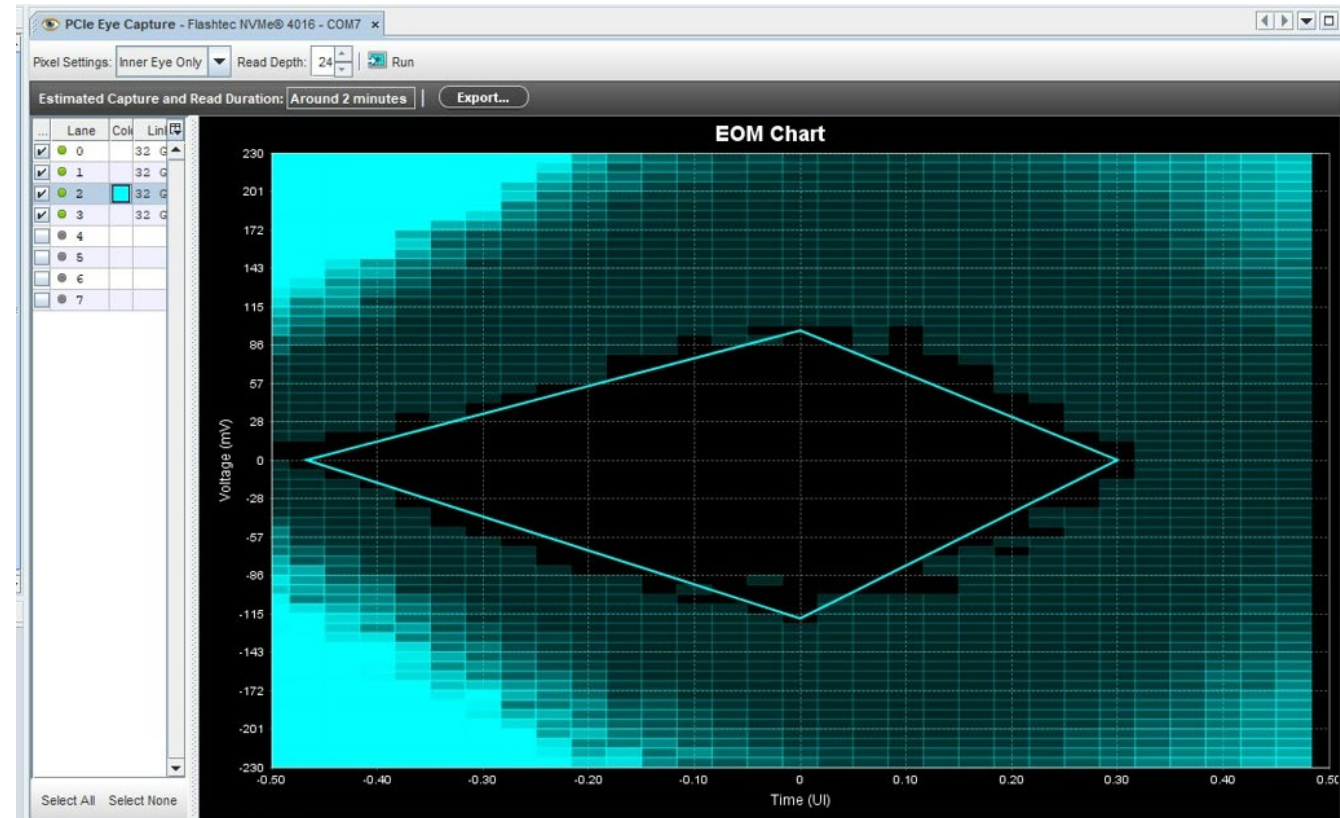 PCIe Eye Capture - Flashtec NVMe® 4016 - COM7 ×
Pixel Settings: Inner Eye Only Read Depth: 24 Run
Estimated Capture and Read Duration: Around 2 minutes Export...
... Lane Col Lin
0 32 G
1 32 G
2 32 G
3 32 G
4
5
6
7
Select All Select None
EOM Chart
Voltage (mV)
230
201
172
143
115
86
57
28
0
-28
-57
-86
-115
-143
-172
-201
-230
-0.50 -0.40 -0.30 -0.20 -0.10 0 0.10 0.20 0.30 0.40 0.50
Time (UI)